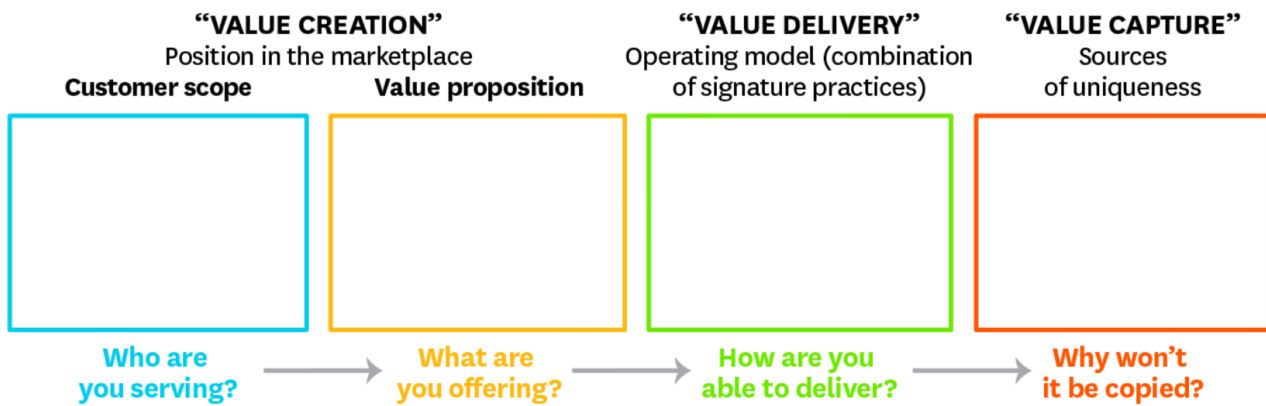 “VALUE CREATION”
Position in the marketplace
Customer scope
Value proposition
“VALUE DELIVERY”
Operating model (combination
of signature practices)
“VALUE CAPTURE”
Sources
of uniqueness
Who are
you serving?
What are
you offering?
How are you
able to deliver?
Why won’t
it be copied?